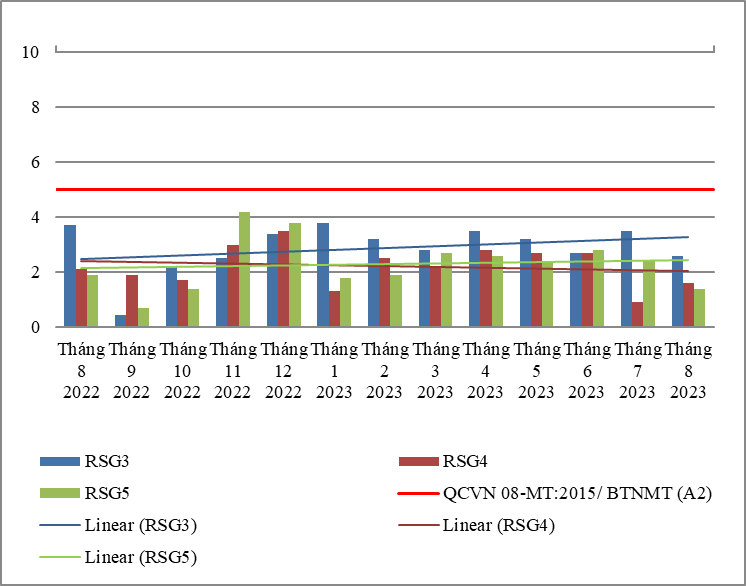 10
8
6
4
2
0
Tháng Tháng Tháng Tháng Tháng Tháng Tháng Tháng Tháng Tháng Tháng Tháng Tháng
8 9 10 11 12 1 2 3 4 5 6 7 8
2022 2022 2022 2022 2022 2023 2023 2023 2023 2023 2023 2023 2023
RSG3 RSG4
RSG5 QCVN 08-MT:2015/ BTNMT (A2)
Linear (RSG3) Linear (RSG4)
Linear (RSG5)